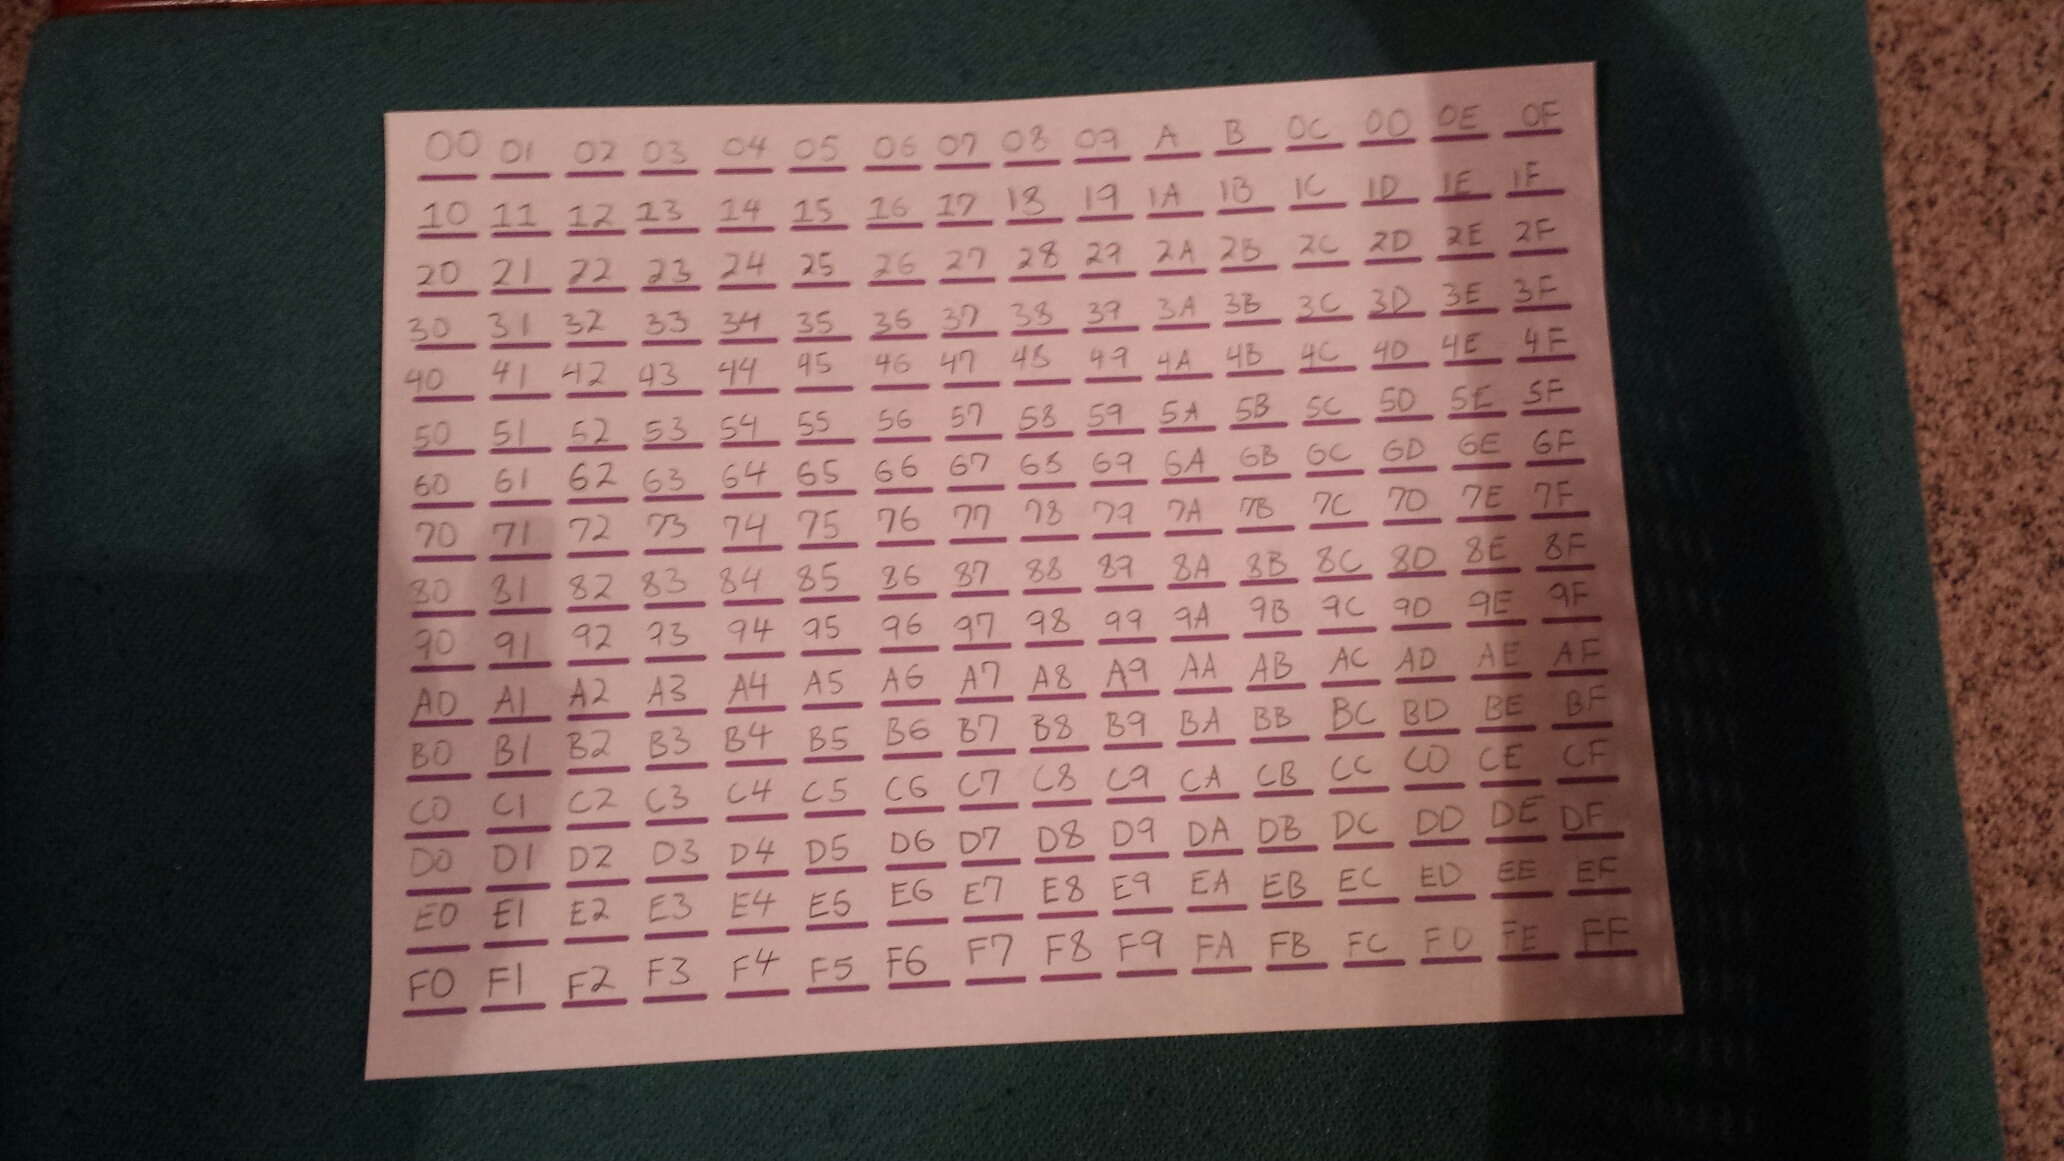 00 01 02 03 04 05 06 07 08 09 A B 0C 0D 0E 0F
10 11 12 13 14 15 16 17 18 19 1A 1B 1C 1D 1E 1F
20 21 22 23 24 25 26 27 28 29 2A 2B 2C 2D 2E 2F
30 31 32 33 34 35 36 37 38 39 3A 3B 3C 3D 3E 3F
40 41 42 43 44 45 46 47 48 49 4A 4B 4C 4D 4E 4F
50 51 52 53 54 55 56 57 58 59 5A 5B 5C 5D 5E 5F
60 61 62 63 64 65 66 67 68 69 6A 6B 6C 6D 6E 6F
70 71 72 73 74 75 76 77 78 79 7A 7B 7C 7D 7E 7F
80 81 82 83 84 85 86 87 88 89 8A 8B 8C 8D 8E 8F
90 91 92 93 94 95 96 97 98 99 9A 9B 9C 9D 9E 9F
A0 A1 A2 A3 A4 A5 A6 A7 A8 A9 AA AB AC AD AE AF
B0 B1 B2 B3 B4 B5 B6 B7 B8 B9 BA BB BC BD BE BF
C0 C1 C2 C3 C4 C5 C6 C7 C8 C9 CA CB CC CD CE CF
D0 D1 D2 D3 D4 D5 D6 D7 D8 D9 DA DB DC DD DE DF
E0 E1 E2 E3 E4 E5 E6 E7 E8 E9 EA EB EC ED EE EF
F0 F1 F2 F3 F4 F5 F6 F7 F8 F9 FA FB FC FD FE FF